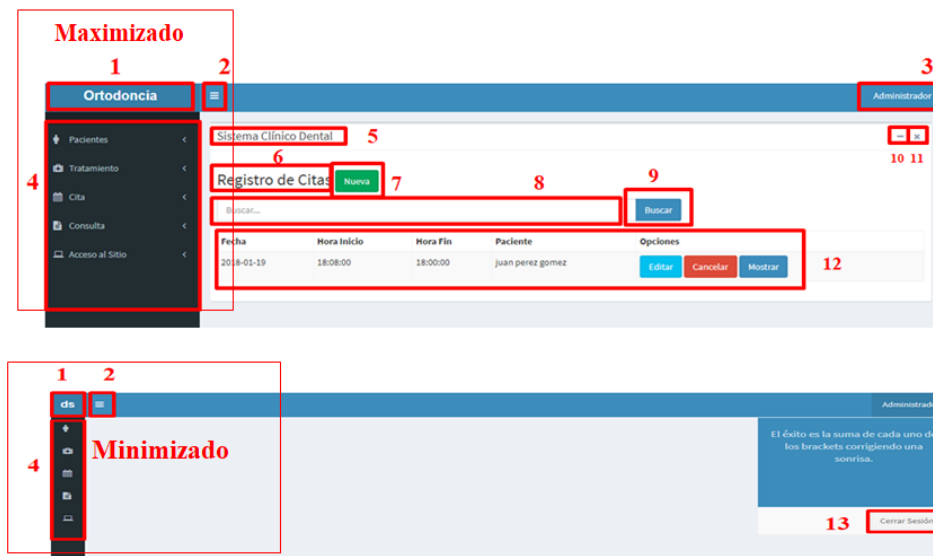 Maximizado
1 2 3
Ortodoncia Administrador
Sistema Clínico Dental 5
10 11
Pacientes
Tratamiento
Cita
Consulta
Acceso al Sitio
4
6
Registro de Citas Nueva 7 8 9
Buscar... Buscar
Fecha Hora Inicio Hora Fin Paciente Opciones
2018-01-19 18:08:00 18:00:00 juan perez gomez Editar Cancelar Mostrar 12
1 2
ds Administrado
4 Minimizado
El éxito es la suma de cada uno de
los brackets corrigiendo una
sonrisa.
13 Cerrar Sesión